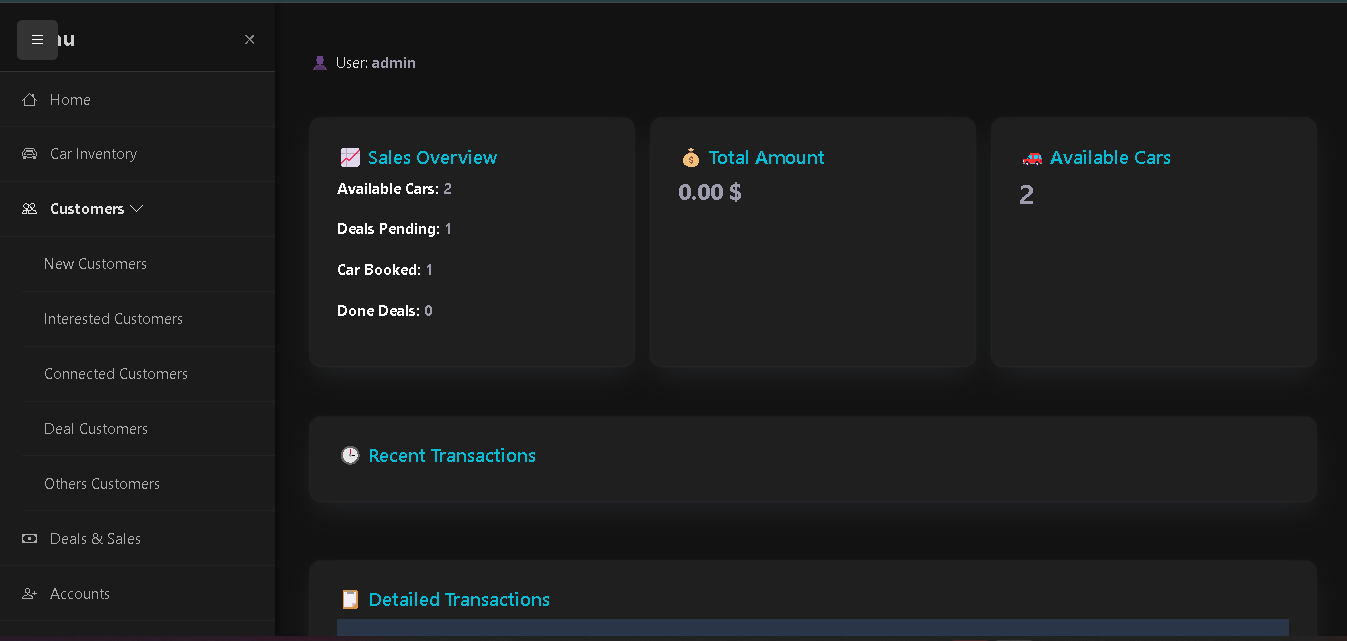 nu
User: admin
Home
Car Inventory
Customers
New Customers
Interested Customers
Connected Customers
Deal Customers
Others Customers
Deals & Sales
Accounts
Sales Overview
Available Cars: 2
Deals Pending: 1
Car Booked: 1
Done Deals: 0
Total Amount
0.00 $
Available Cars
2
Recent Transactions
Detailed Transactions